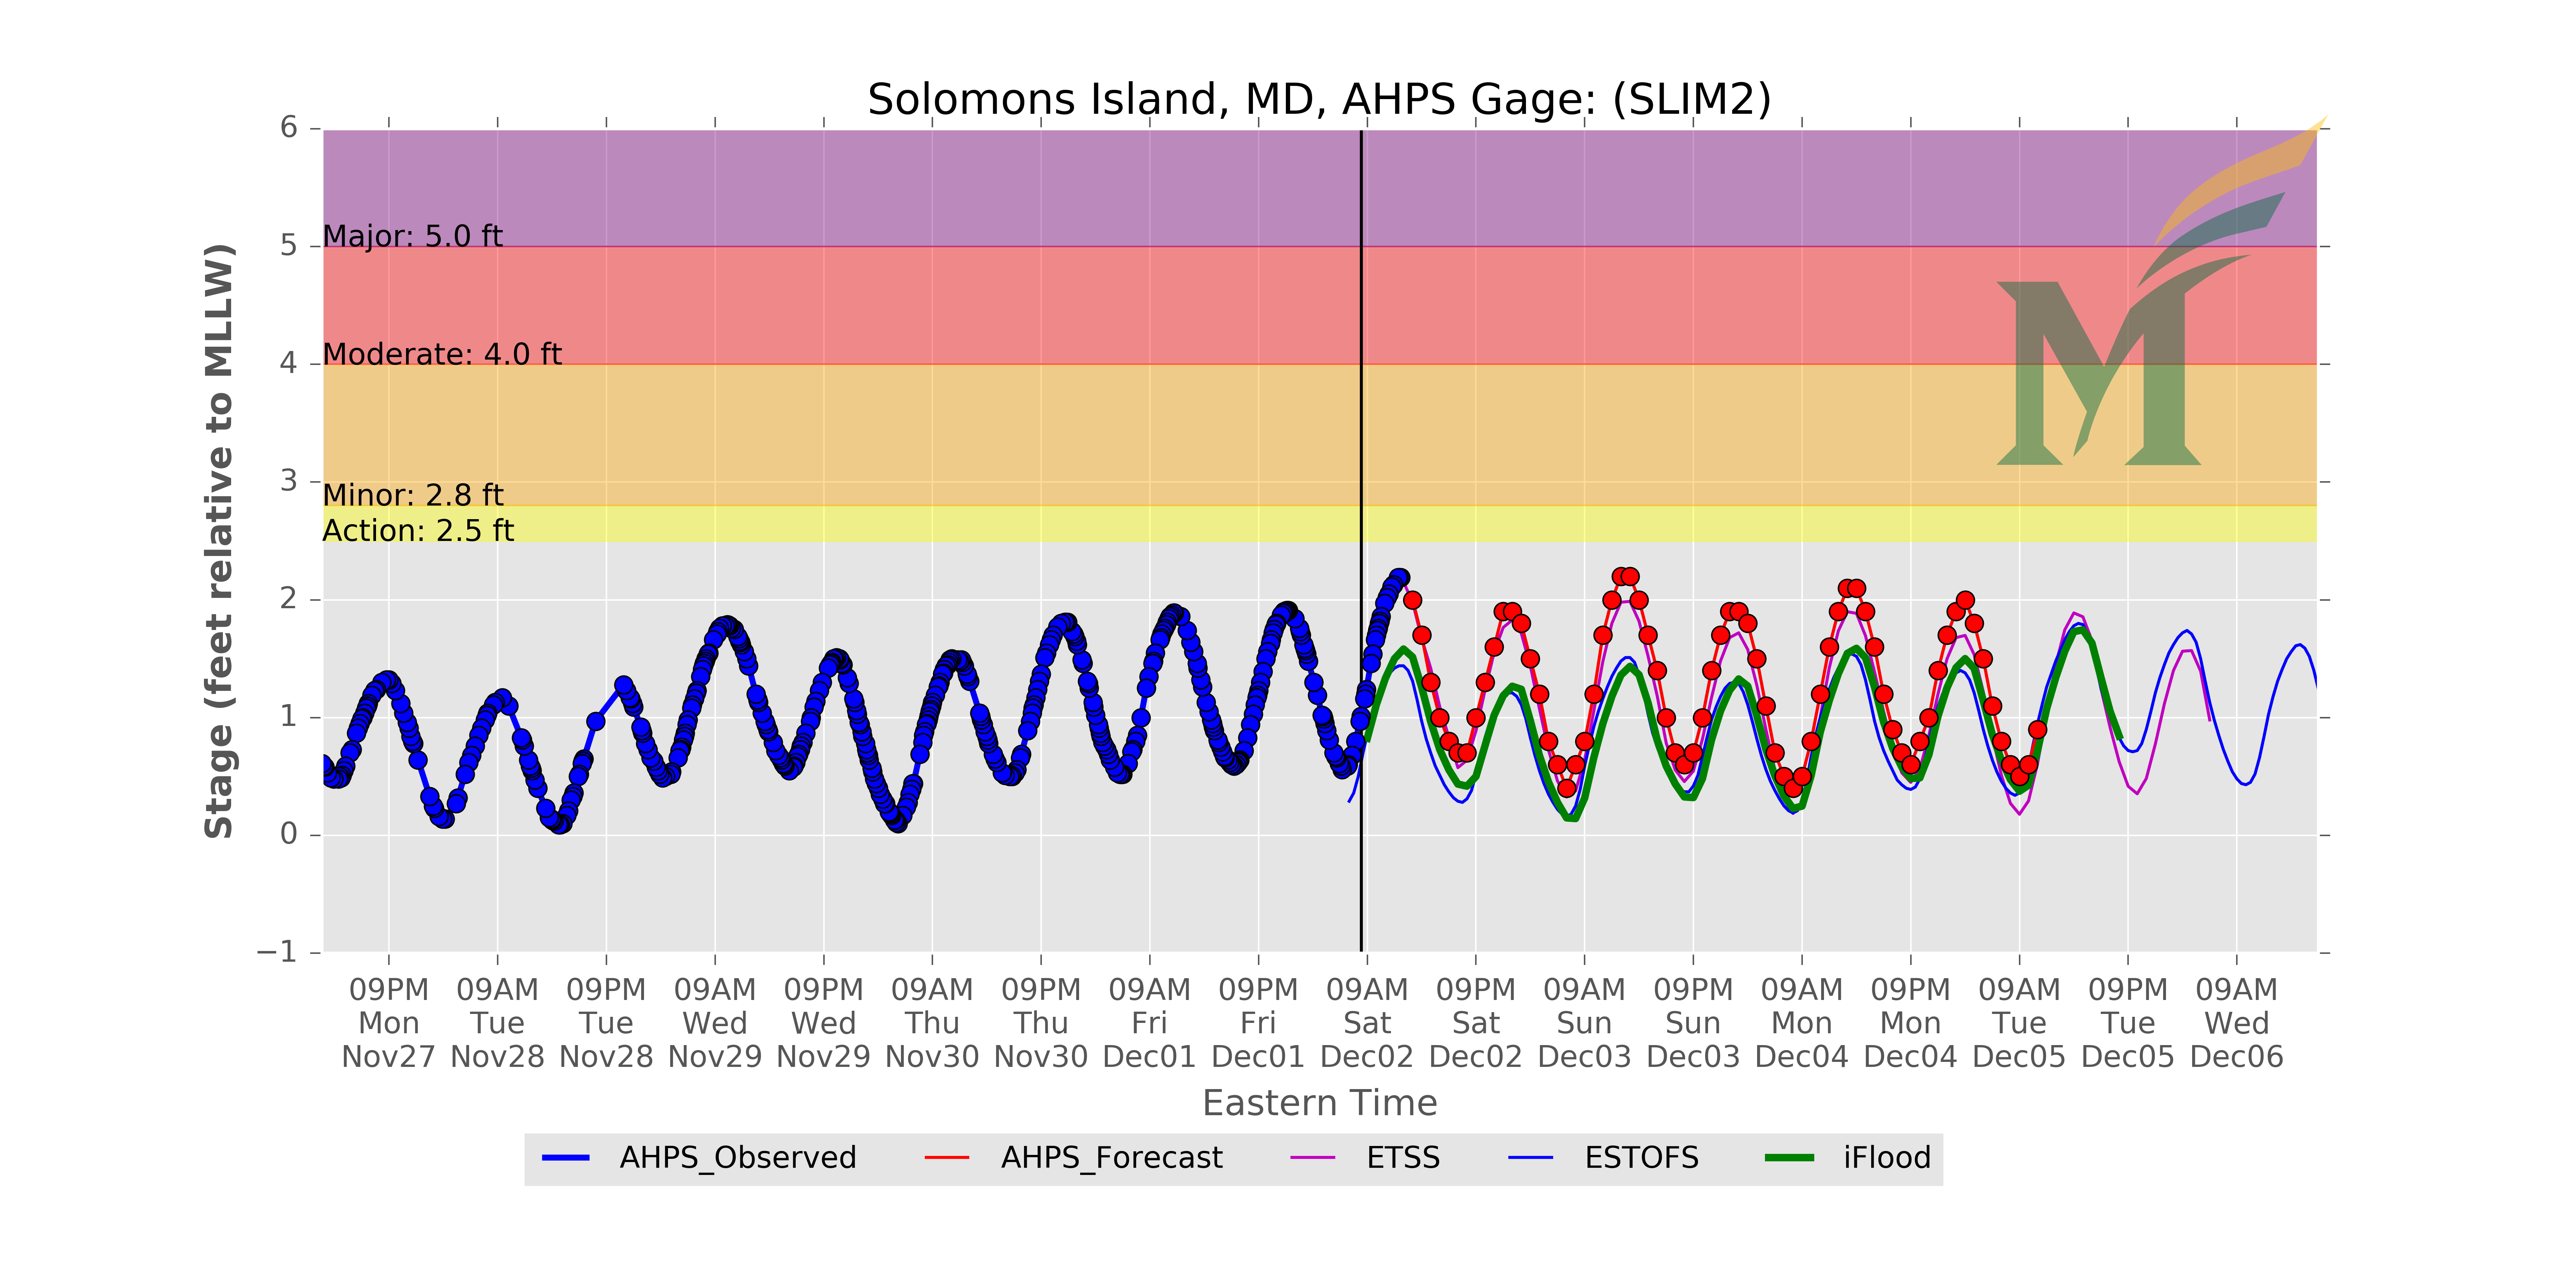 Solomons Island, MD, AHPS Gage: (SLIM2)
Stage (feet relative to MLLW)
6
5
4
3
2
1
0
−1
Major: 5.0 ft
Moderate: 4.0 ft
Minor: 2.8 ft
Action: 2.5 ft
M
09PM Mon Nov27
09AM Tue Nov28
09PM Tue Nov28
09AM Wed Nov29
09PM Wed Nov29
09AM Thu Nov30
09PM Thu Nov30
09AM Fri Dec01
09PM Fri Dec01
09AM Sat Dec02
09PM Sat Dec02
09AM Sun Dec03
09PM Sun Dec03
09AM Mon Dec04
09PM Mon Dec04
09AM Tue Dec05
09PM Tue Dec05
09AM Wed Dec06
Eastern Time
AHPS_Observed AHPS_Forecast ETSS ESTOFS iFlood